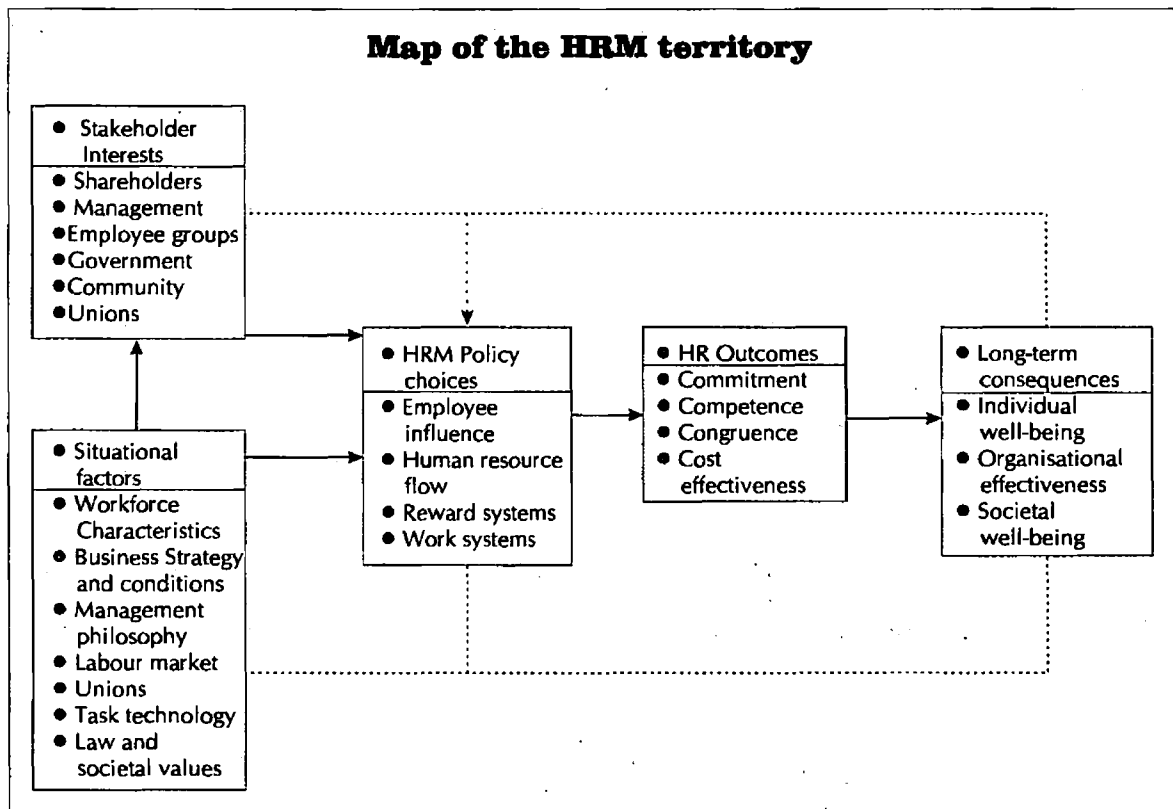 Map of the HRM territory
● Stakeholder
Interests
● Shareholders
● Management
●Employee groups
●Government
●Community
●Unions
● Situational
factors
● Workforce
Characteristics
● Business Strategy
and conditions
● Management
philosophy
● Labour market
● Unions
● Task technology
● Law and
societal values
● HRM Policy
choices
● Employee
influence
● Human resource
flow
● Reward systems
● Work systems
● HR Outcomes
● Commitment
● Competence
● Congruence
● Cost
effectiveness
● Long-term
consequences
● Individual
well-being
● Organisational
effectiveness
● Societal
well-being